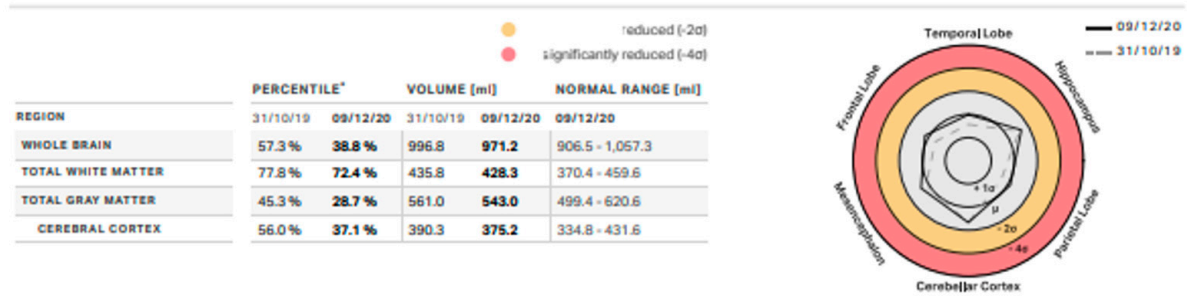 reduced (-2σ)
significantly reduced (-4σ)
PERCENTILE* VOLUME [ml] NORMAL RANGE [ml]
REGION 31/10/19 09/12/20 31/10/19 09/12/20 09/12/20
WHOLE BRAIN 57.3 % 38.8 % 996.8 971.2 906.5 - 1,057.3
TOTAL WHITE MATTER 77.8 % 72.4 % 435.8 428.3 370.4 - 459.6
TOTAL GRAY MATTER 45.3 % 28.7 % 561.0 543.0 499.4 - 620.6
CEREBRAL CORTEX 56.0 % 37.1 % 390.3 375.2 334.8 - 431.6
09/12/20
31/10/19
Temporal Lobe
Hippocampus
Parietal Lobe
Cerebellar Cortex
Mesencephalon
Frontal Lobe
+ 1σ
μ
- 2σ
- 4σ